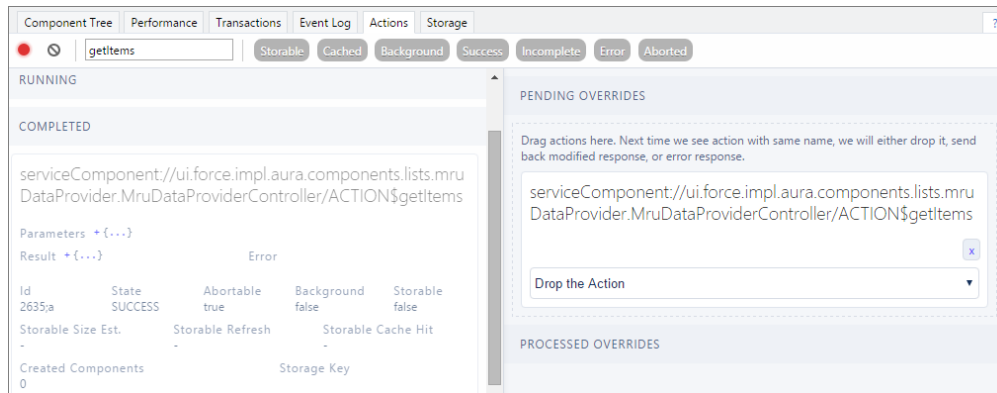 Component Tree Performance Transactions Event Log Actions Storage ?
getItems Storable Cached Background Success Incomplete Error Aborted
RUNNING
COMPLETED
serviceComponent://ui.force.impl.aura.components.lists.mru
DataProvider.MruDataProviderController/ACTION$getItems
Parameters +{...}
Result +{...} Error
Id State Abortable Background Storable
2635;a SUCCESS true false false
Storable Size Est. Storable Refresh Storable Cache Hit
- - -
Created Components Storage Key
0
PENDING OVERRIDES
Drag actions here. Next time we see action with same name, we will either drop it, send
back modified response, or error response.
serviceComponent://ui.force.impl.aura.components.lists.mru
DataProvider.MruDataProviderController/ACTION$getItems
x
Drop the Action
PROCESSED OVERRIDES